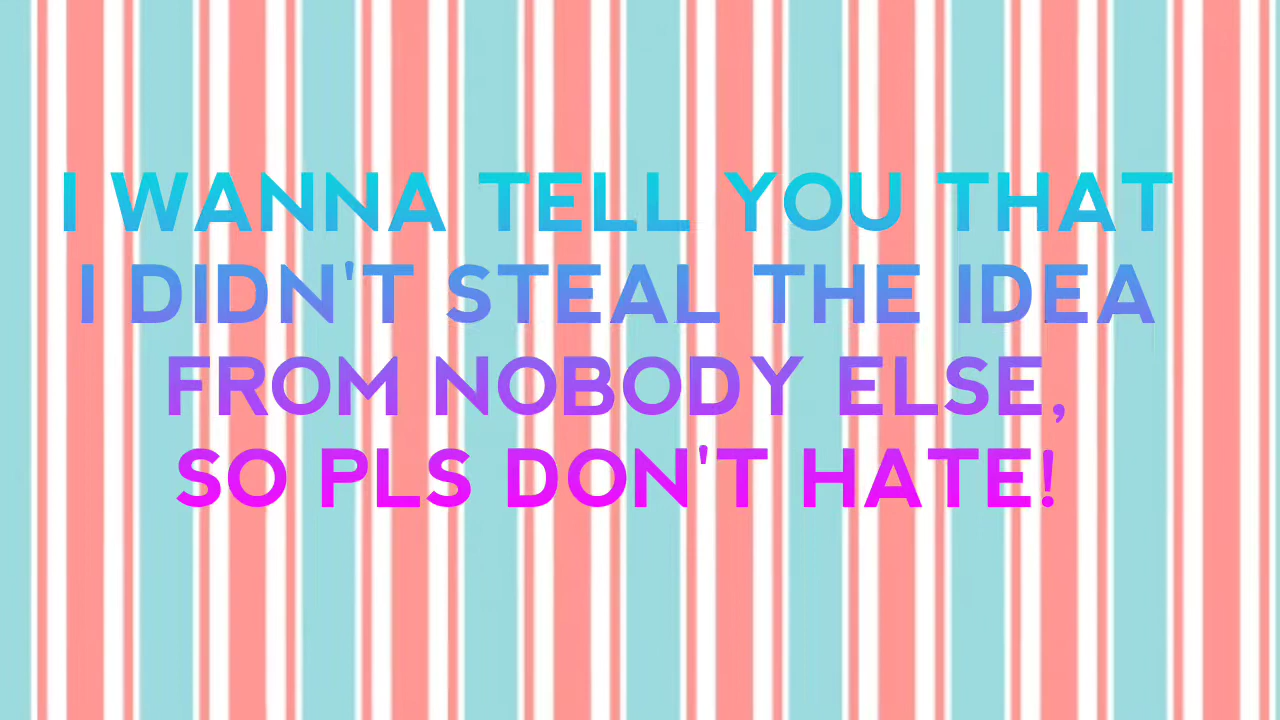 I WANNA TELL YOU THAT
I DIDN'T STEAL THE IDEA
FROM NOBODY ELSE,
SO PLS DON'T HATE!